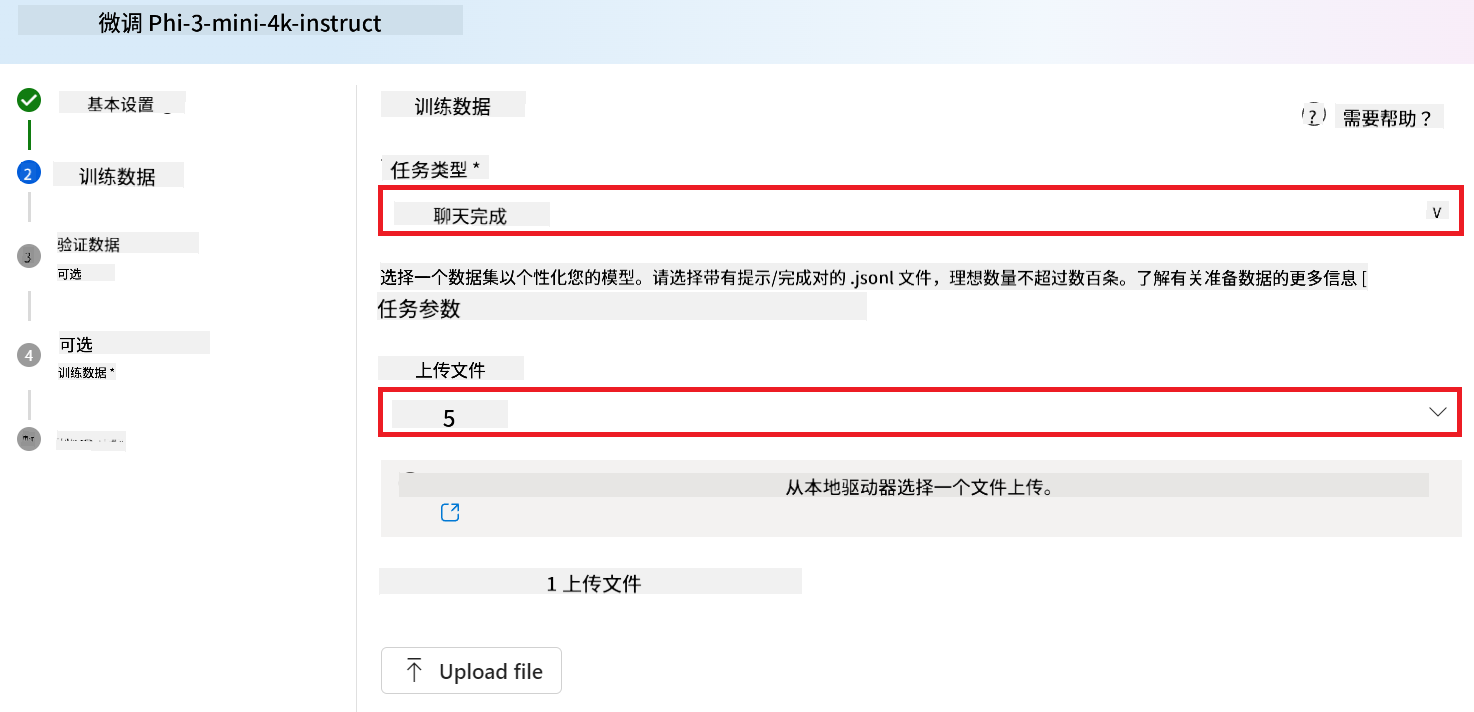 微调 Phi-3-mini-4k-instruct
基本设置
2
训练数据
3
验证数据
可选
4
可选
训练数据 *
训练数据
? 需要帮助？
任务类型 *
聊天完成
V
选择一个数据集以个性化您的模型。请选择带有提示/完成对的 .jsonl 文件，理想数量不超过数百条。了解有关准备数据的更多信息 [
任务参数
上传文件
5
从本地驱动器选择一个文件上传。
1 上传文件
Upload file